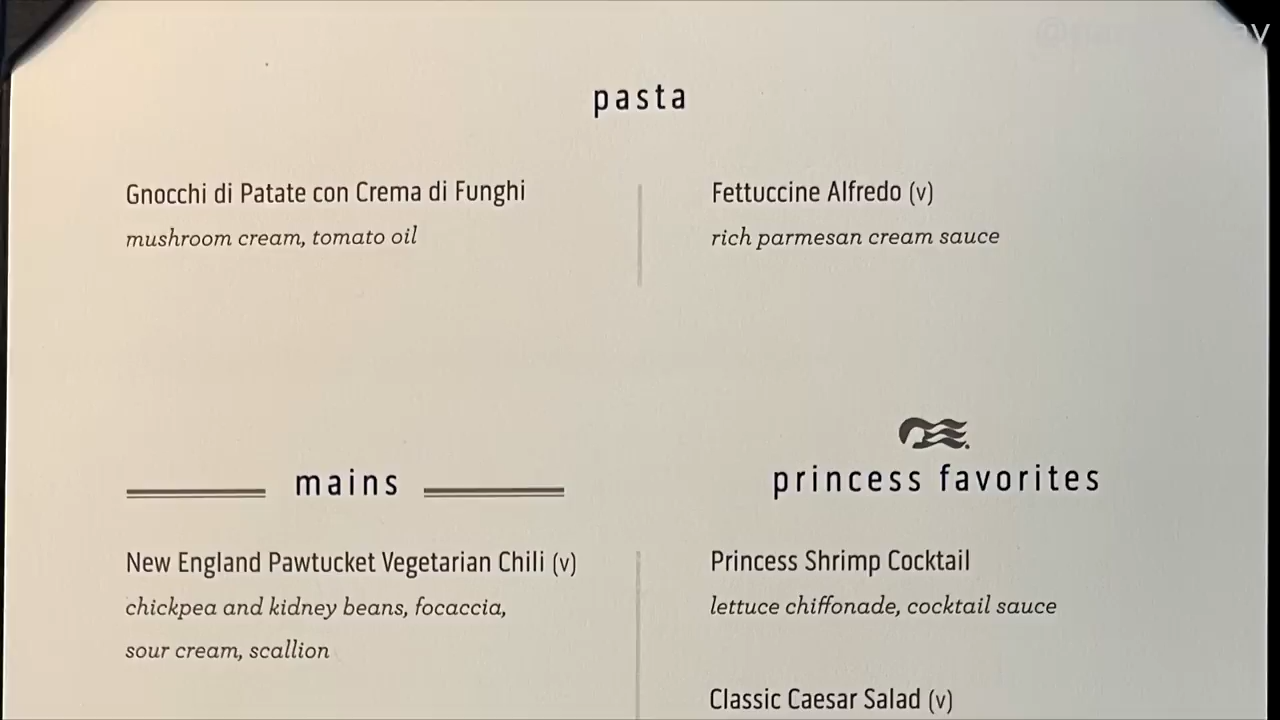 pasta
Gnocchi di Patate con Crema di Funghi
mushroom cream, tomato oil
Fettuccine Alfredo (v)
rich parmesan cream sauce
mains
New England Pawtucket Vegetarian Chili (v)
chickpea and kidney beans, focaccia,
sour cream, scallion
princess favorites
Princess Shrimp Cocktail
lettuce chiffonade, cocktail sauce
Classic Caesar Salad (v)